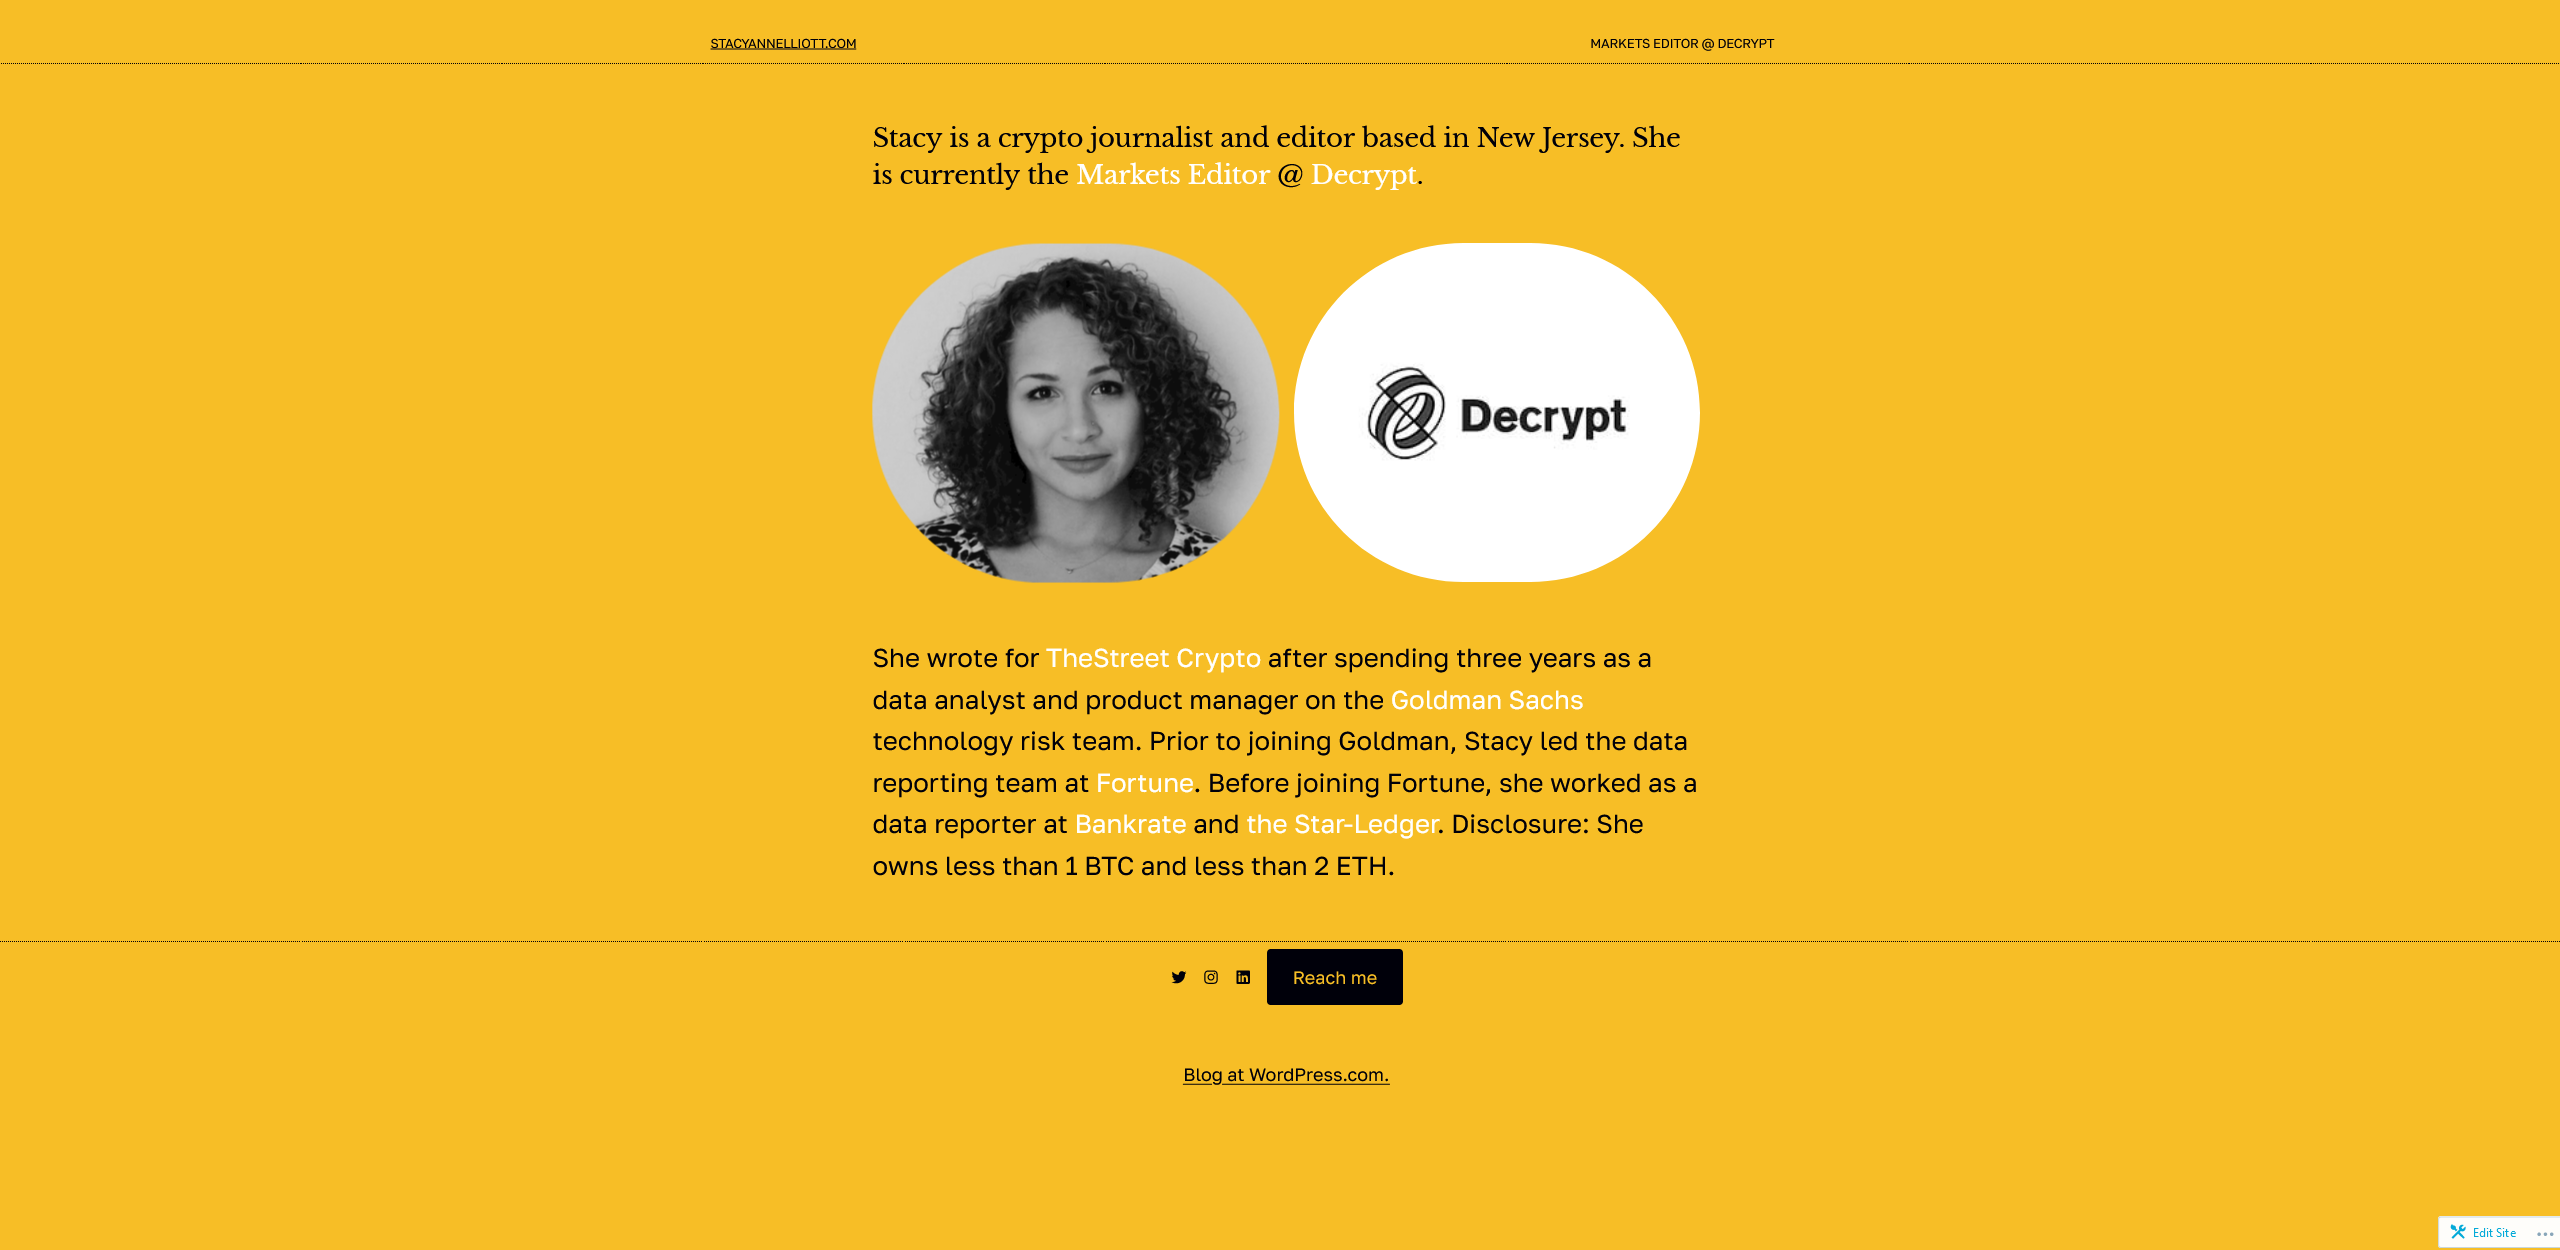 STACYANNELLIOTT.COM
MARKETS EDITOR @ DECRYPT
Stacy is a crypto journalist and editor based in New Jersey. She
is currently the Markets Editor @ Decrypt.
Decrypt
She wrote for TheStreet Crypto after spending three years as a
data analyst and product manager on the Goldman Sachs
technology risk team. Prior to joining Goldman, Stacy led the data
reporting team at Fortune. Before joining Fortune, she worked as a
data reporter at Bankrate and the Star-Ledger. Disclosure: She
owns less than 1 BTC and less than 2 ETH.
Reach me
Blog at WordPress.com.
Edit Site